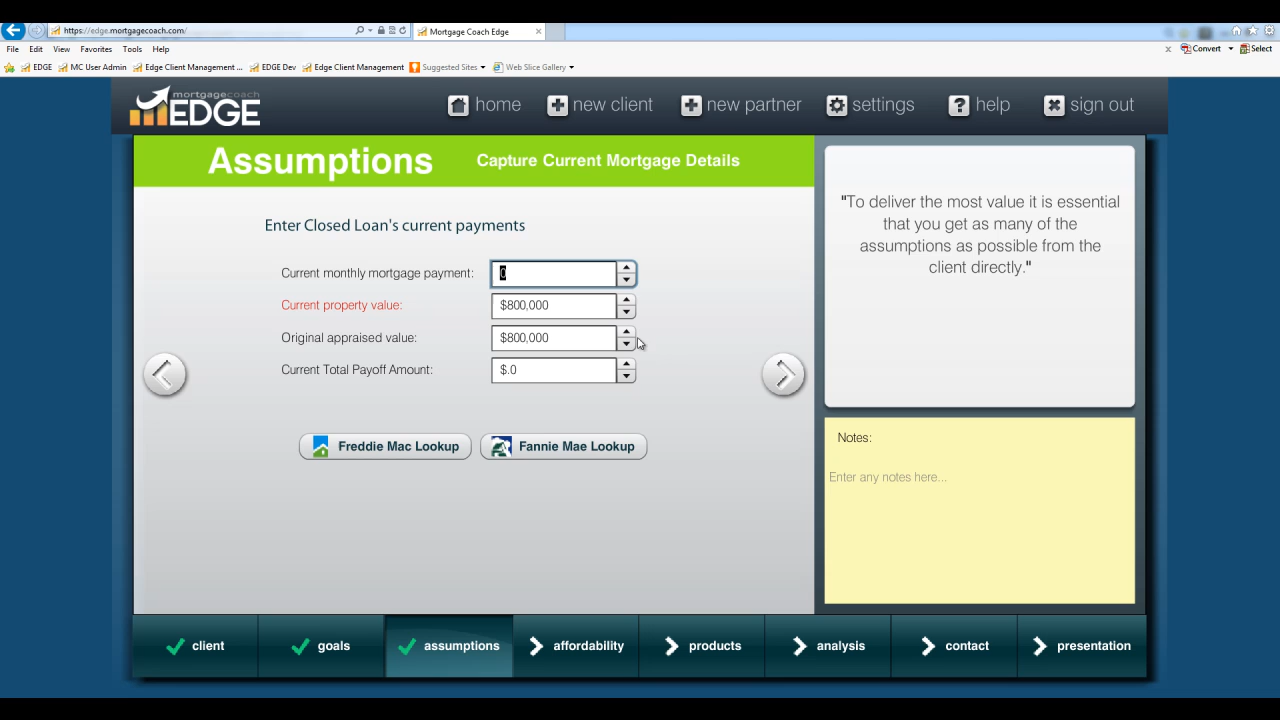 https://edge.mortgagecoach.com/
Mortgage Coach Edge
File Edit View Favorites Tools Help
Convert Select
EDGE MC User Admin Edge Client Management ... EDGE Dev Edge Client Management Suggested Sites Web Slice Gallery
mortgagecoach
EDGE
home new client new partner settings help sign out
Assumptions Capture Current Mortgage Details
Enter Closed Loan's current payments
Current monthly mortgage payment: 0
Current property value: $800,000
Original appraised value: $800,000
Current Total Payoff Amount: $.0
Freddie Mac Lookup Fannie Mae Lookup
"To deliver the most value it is essential
that you get as many of the
assumptions as possible from the
client directly."
Notes:
Enter any notes here...
client goals assumptions affordability products analysis contact presentation